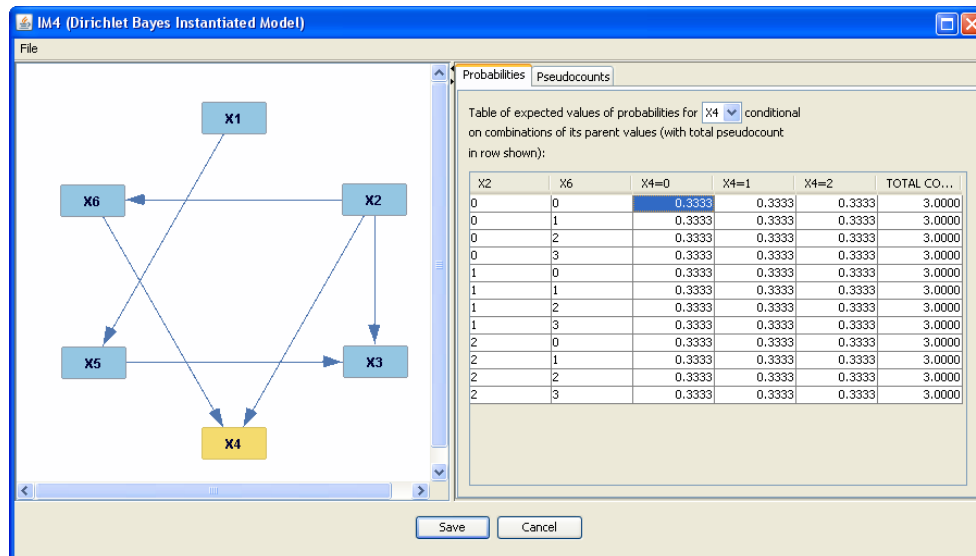 IM4 (Dirichlet Bayes Instantiated Model)
File
X1
X6
X2
X5
X3
X4
Probabilities Pseudocounts
Table of expected values of probabilities for X4 conditional
on combinations of its parent values (with total pseudocount
in row shown):
X2 X6 X4=0 X4=1 X4=2 TOTAL CO...
0 0 0.3333 0.3333 0.3333 3.0000
0 1 0.3333 0.3333 0.3333 3.0000
0 2 0.3333 0.3333 0.3333 3.0000
0 3 0.3333 0.3333 0.3333 3.0000
1 0 0.3333 0.3333 0.3333 3.0000
1 1 0.3333 0.3333 0.3333 3.0000
1 2 0.3333 0.3333 0.3333 3.0000
1 3 0.3333 0.3333 0.3333 3.0000
2 0 0.3333 0.3333 0.3333 3.0000
2 1 0.3333 0.3333 0.3333 3.0000
2 2 0.3333 0.3333 0.3333 3.0000
2 3 0.3333 0.3333 0.3333 3.0000
Save Cancel